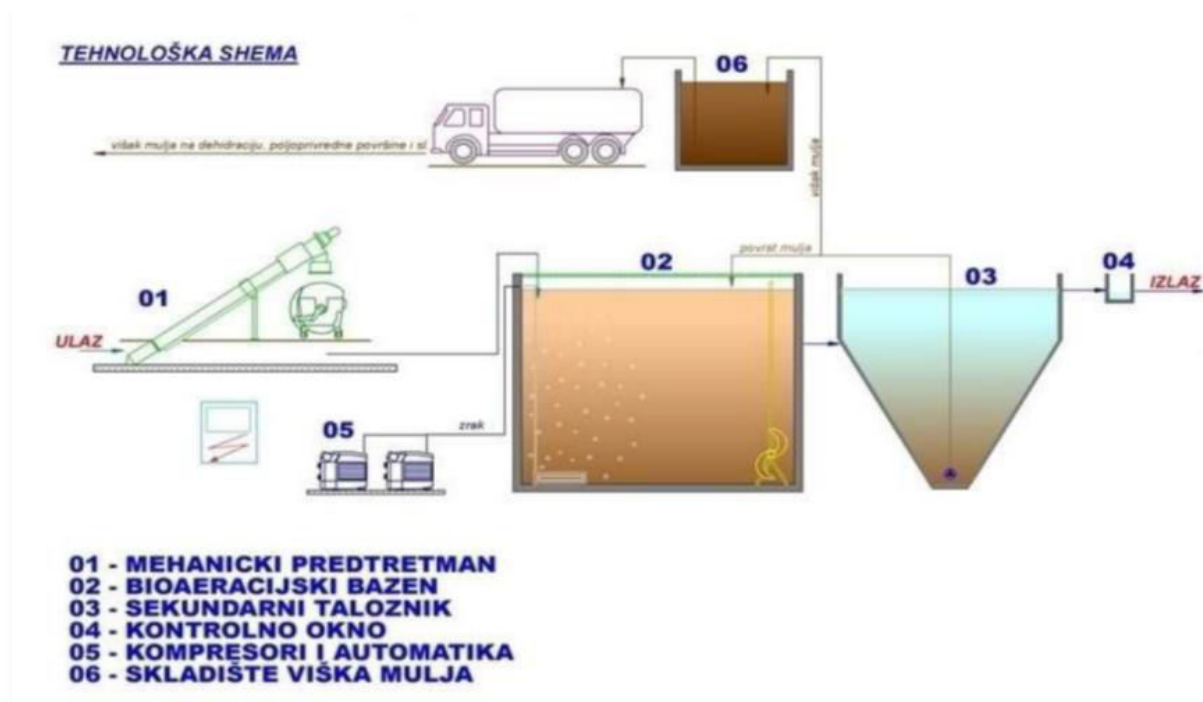 TEHNOLOŠKA SHEMA
06
višak mulja na dehidraciju, poljoprivredne površine i sl
višak mulja
povrat mulja
02
03
04
01
IZLAZ
ULAZ
05
zrak
01 - MEHANICKI PREDTRETMAN
02 - BIOAERACIJSKI BAZEN
03 - SEKUNDARNI TALOZNIK
04 - KONTROLNO OKNO
05 - KOMPRESORI I AUTOMATIKA
06 - SKLADIŠTE VIŠKA MULJA